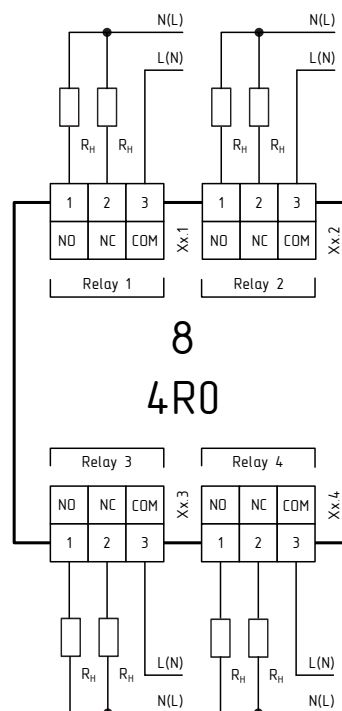 N(L) N(L)
L(N) L(N)
RH RH RH RH
1 2 3 1 2 3
NO NC COM Xx.1 NO NC COM Xx.2
Relay 1 Relay 2
8
4RO
Relay 3 Relay 4
NO NC COM Xx.3 NO NC COM Xx.4
1 2 3 1 2 3
RH RH L(N) RH RH L(N)
N(L) N(L)